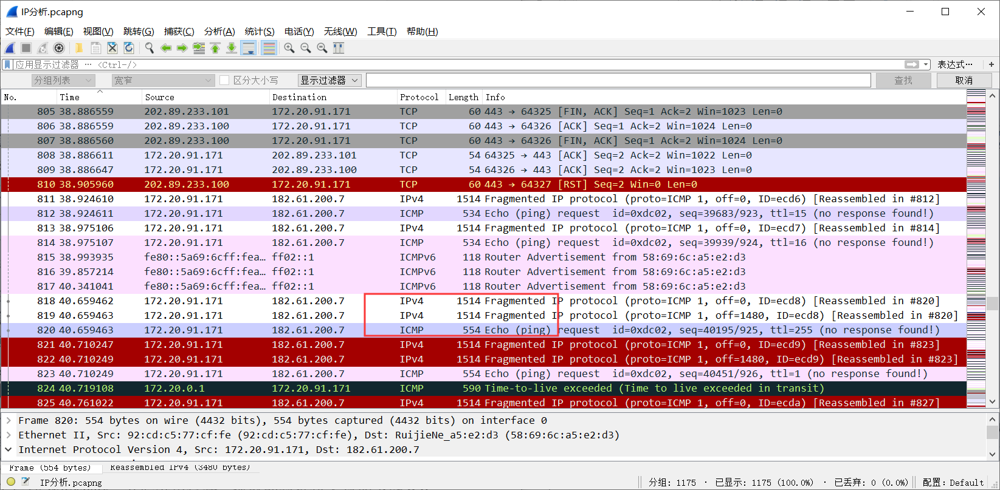 IP分析.pcapng
文件(F) 编辑(E) 视图(V) 跳转(G) 捕获(C) 分析(A) 统计(S) 电话(Y) 无线(W) 工具(T) 帮助(H)
应用显示过滤器 … <Ctrl-/> 表达式… +
分组列表 宽窄 区分大小写 显示过滤器 查找 取消
No. Time Source Destination Protocol Length Info
805 38.886559 202.89.233.101 172.20.91.171 TCP 60 443 → 64325 [FIN, ACK] Seq=1 Ack=2 Win=1023 Len=0
806 38.886559 202.89.233.100 172.20.91.171 TCP 60 443 → 64326 [ACK] Seq=1 Ack=2 Win=1024 Len=0
807 38.886560 202.89.233.100 172.20.91.171 TCP 60 443 → 64326 [FIN, ACK] Seq=1 Ack=2 Win=1024 Len=0
808 38.886611 172.20.91.171 202.89.233.101 TCP 54 64325 → 443 [ACK] Seq=2 Ack=2 Win=1022 Len=0
809 38.886647 172.20.91.171 202.89.233.100 TCP 54 64326 → 443 [ACK] Seq=2 Ack=2 Win=1023 Len=0
810 38.905960 202.89.233.100 172.20.91.171 TCP 60 443 → 64327 [RST] Seq=2 Win=0 Len=0
811 38.924610 172.20.91.171 182.61.200.7 IPv4 1514 Fragmented IP protocol (proto=ICMP 1, off=0, ID=ecd6) [Reassembled in #812]
812 38.924611 172.20.91.171 182.61.200.7 ICMP 534 Echo (ping) request id=0xdc02, seq=39683/923, ttl=15 (no response found!)
813 38.975106 172.20.91.171 182.61.200.7 IPv4 1514 Fragmented IP protocol (proto=ICMP 1, off=0, ID=ecd7) [Reassembled in #814]
814 38.975107 172.20.91.171 182.61.200.7 ICMP 534 Echo (ping) request id=0xdc02, seq=39939/924, ttl=16 (no response found!)
815 38.993935 fe80::5a69:6cff:fea… ff02::1 ICMPv6 118 Router Advertisement from 58:69:6c:a5:e2:d3
816 39.857214 fe80::5a69:6cff:fea… ff02::1 ICMPv6 118 Router Advertisement from 58:69:6c:a5:e2:d3
817 40.341041 fe80::5a69:6cff:fea… ff02::1 ICMPv6 118 Router Advertisement from 58:69:6c:a5:e2:d3
818 40.659462 172.20.91.171 182.61.200.7 IPv4 1514 Fragmented IP protocol (proto=ICMP 1, off=0, ID=ecd8) [Reassembled in #820]
819 40.659463 172.20.91.171 182.61.200.7 IPv4 1514 Fragmented IP protocol (proto=ICMP 1, off=1480, ID=ecd8) [Reassembled in #820]
820 40.659463 172.20.91.171 182.61.200.7 ICMP 554 Echo (ping) request id=0xdc02, seq=40195/925, ttl=255 (no response found!)
821 40.710247 172.20.91.171 182.61.200.7 IPv4 1514 Fragmented IP protocol (proto=ICMP 1, off=0, ID=ecd9) [Reassembled in #823]
822 40.710249 172.20.91.171 182.61.200.7 IPv4 1514 Fragmented IP protocol (proto=ICMP 1, off=1480, ID=ecd9) [Reassembled in #823]
823 40.710249 172.20.91.171 182.61.200.7 ICMP 554 Echo (ping) request id=0xdc02, seq=40451/926, ttl=1 (no response found!)
824 40.719108 172.20.0.1 172.20.91.171 ICMP 590 Time-to-live exceeded (Time to live exceeded in transit)
825 40.761022 172.20.91.171 182.61.200.7 IPv4 1514 Fragmented IP protocol (proto=ICMP 1, off=0, ID=ecda) [Reassembled in #827]
Frame 820: 554 bytes on wire (4432 bits), 554 bytes captured (4432 bits) on interface 0
Ethernet II, Src: 92:cd:c5:77:cf:fe (92:cd:c5:77:cf:fe), Dst: RuijieNe_a5:e2:d3 (58:69:6c:a5:e2:d3)
Internet Protocol Version 4, Src: 172.20.91.171, Dst: 182.61.200.7
Frame (554 bytes) Reassembled IPv4 (3480 bytes)
IP分析.pcapng 分组: 1175 · 已显示: 1175 (100.0%) · 已丢弃: 0 (0.0%) 配置: Default